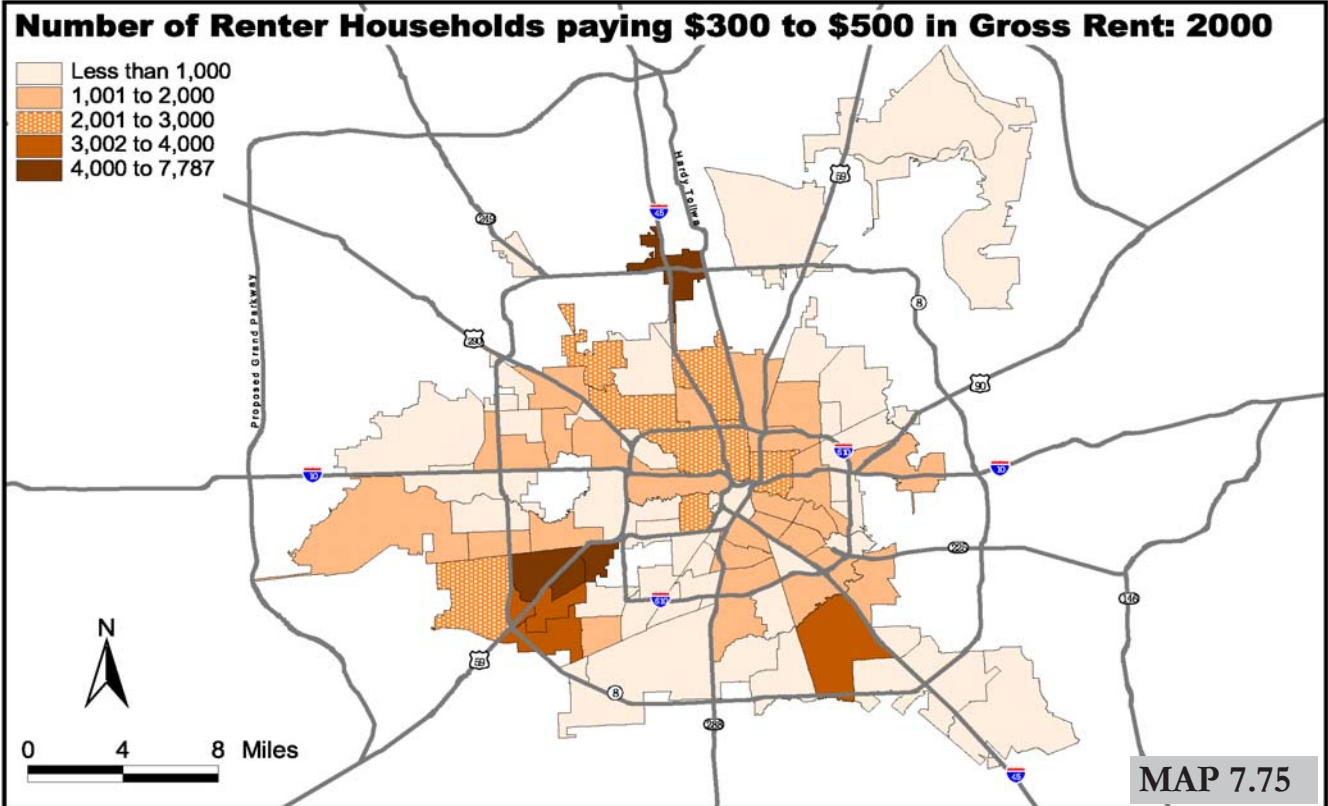 Number of Renter Households paying $300 to $500 in Gross Rent: 2000
Less than 1,000
1,001 to 2,000
2,001 to 3,000
3,002 to 4,000
4,000 to 7,787
Hardy Tollwa
59
45
249
8
Proposed Grand Parkway
290
90
610
10
10
225
610
146
N
59
8
288
0 4 8 Miles
45
MAP 7.75